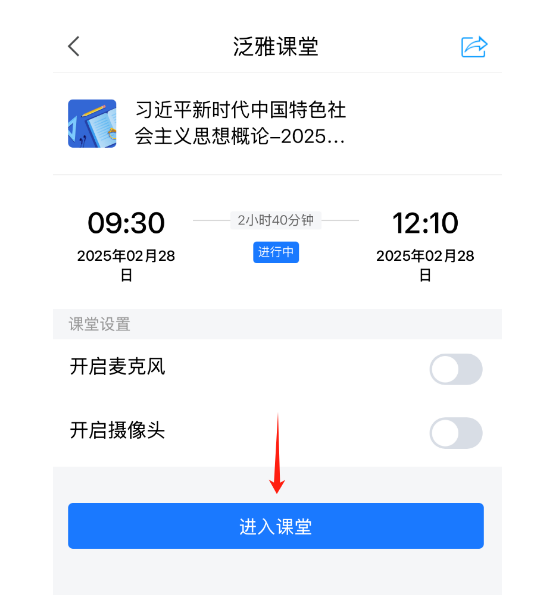 泛雅课堂
习近平新时代中国特色社
会主义思想概论–2025...
09:30
2小时40分钟
12:10
2025年02月28
日
进行中
2025年02月28
日
课堂设置
开启麦克风
开启摄像头
进入课堂